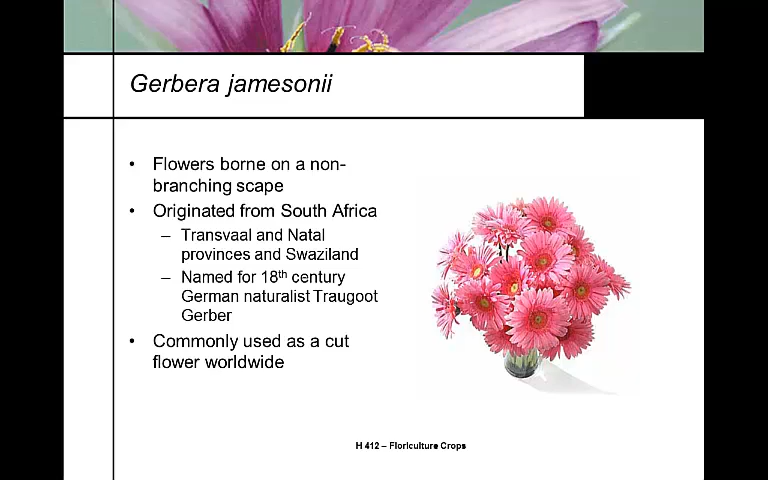 Gerbera jamesonii
• Flowers borne on a non-
branching scape
• Originated from South Africa
– Transvaal and Natal
provinces and Swaziland
– Named for 18th century
German naturalist Traugoot
Gerber
• Commonly used as a cut
flower worldwide
H 412 – Floriculture Crops